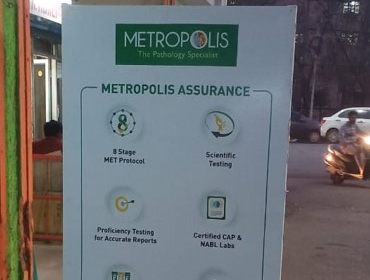 METROPOLIS
The Pathology Specialist
METROPOLIS ASSURANCE
8
8 Stage
MET Protocol
Scientific
Testing
Proficiency Testing
for Accurate Reports
Certified CAP &
NABL Labs